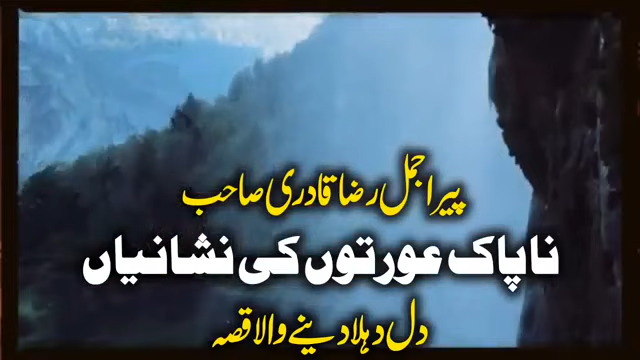 پیر اجمل رضا قادری صاحب
ناپاک عورتوں کی نشانیاں
دل دہلا دینے والا قصہ